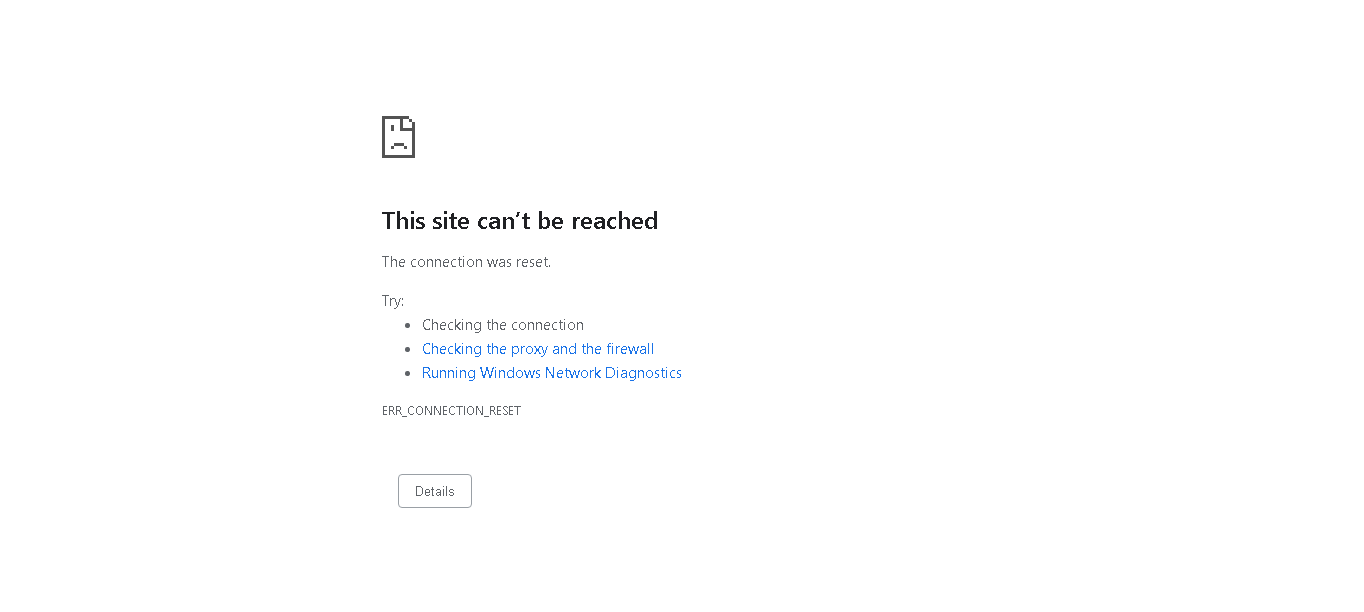 This site can’t be reached
The connection was reset.
Try:
Checking the connection
Checking the proxy and the firewall
Running Windows Network Diagnostics
ERR_CONNECTION_RESET
Details